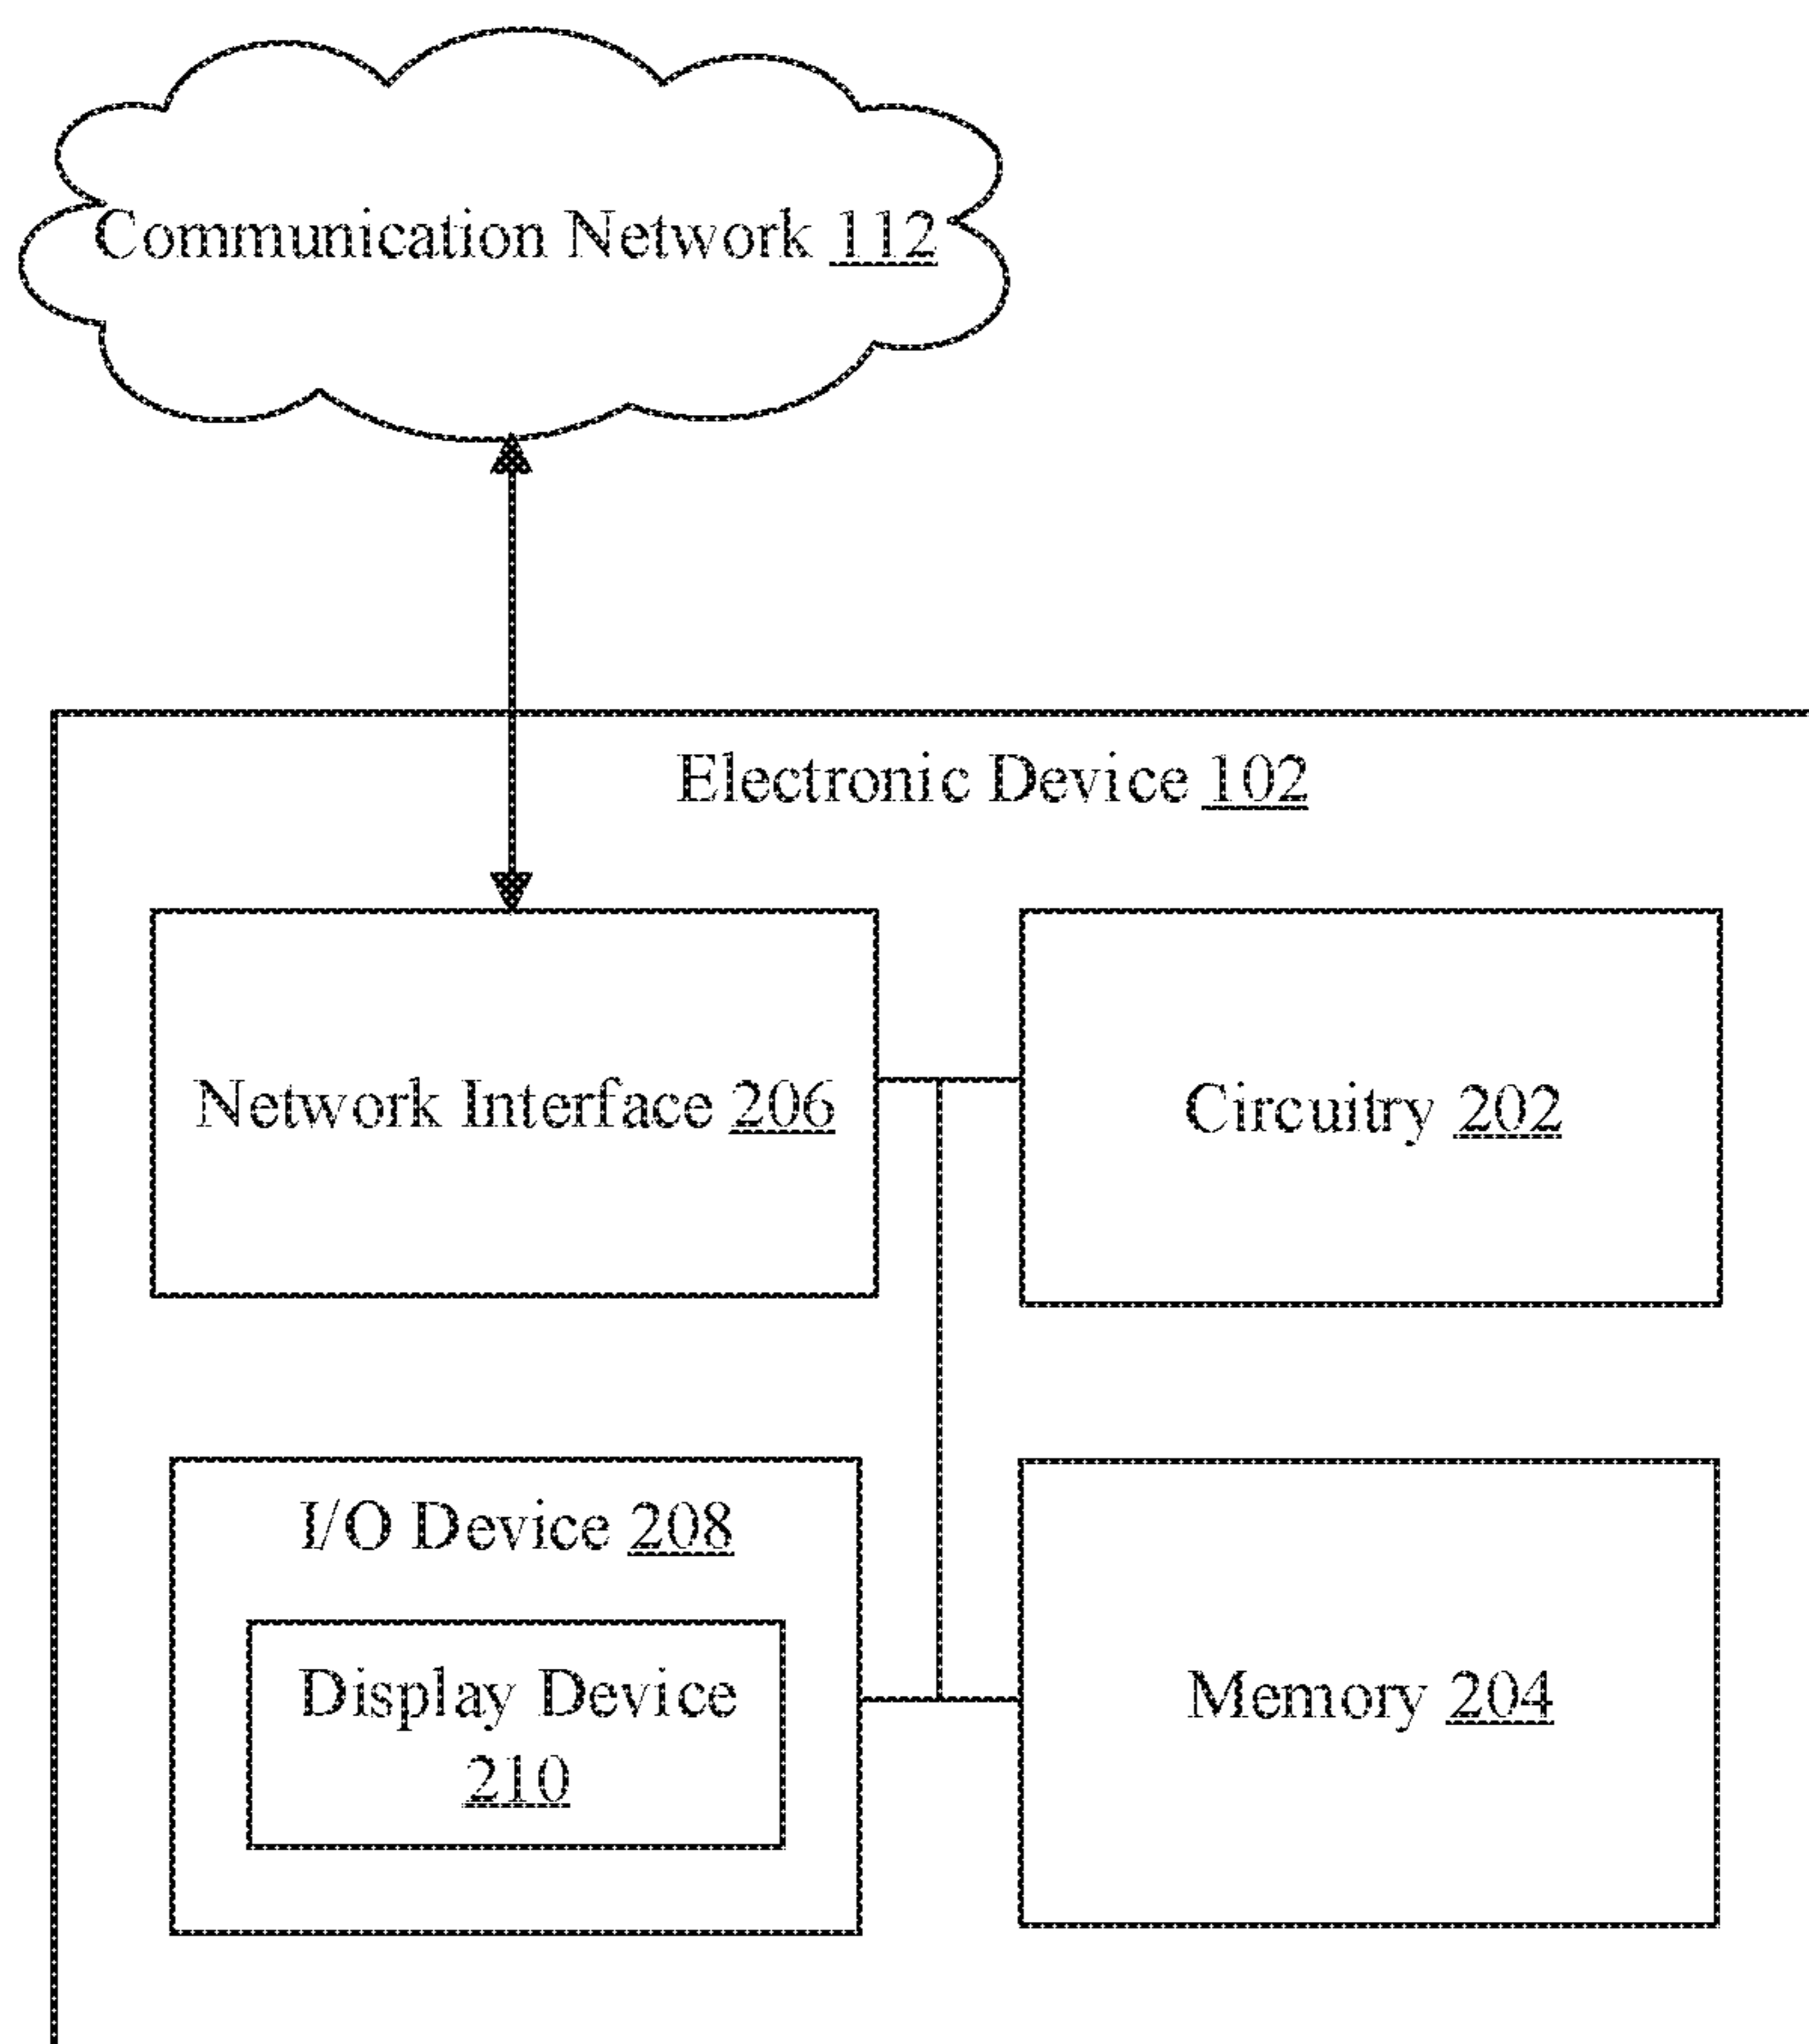 Communication Network 112
Electronic Device 102
Network Interface 206
Circuitry 202
I/O Device 208
Display Device
210
Memory 204